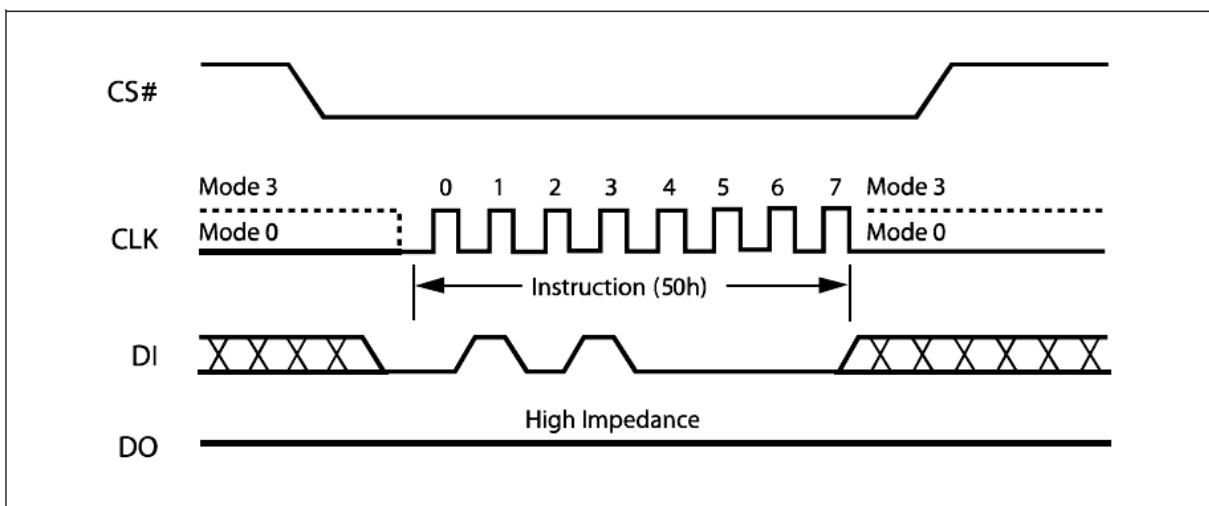 CS#
Mode 3 0 1 2 3 4 5 6 7 Mode 3
CLK Mode 0 Mode 0
Instruction (50h)
DI
High Impedance
DO